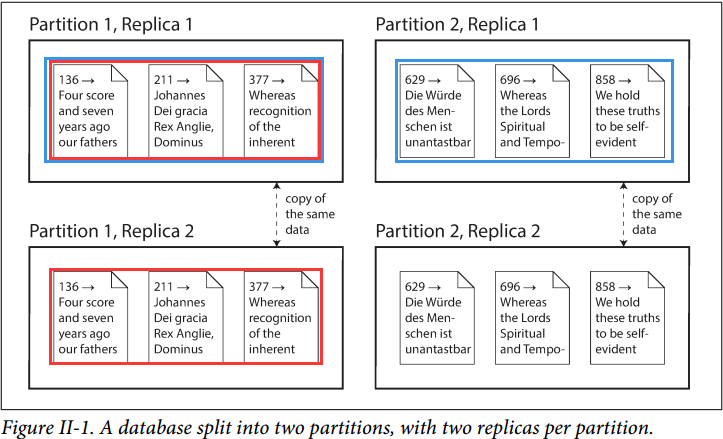 Partition 1, Replica 1
136 →
Four score
and seven
years ago
our fathers
211 →
Johannes
Dei gracia
Rex Anglie,
Dominus
377 →
Whereas
recognition
of the
inherent
Partition 2, Replica 1
629 →
Die Würde
des Men-
schen ist
unantastbar
696 →
Whereas
the Lords
Spiritual
and Tempo-
858 →
We hold
these truths
to be self-
evident
copy of
the same
data
copy of
the same
data
Partition 1, Replica 2
136 →
Four score
and seven
years ago
our fathers
211 →
Johannes
Dei gracia
Rex Anglie,
Dominus
377 →
Whereas
recognition
of the
inherent
Partition 2, Replica 2
629 →
Die Würde
des Men-
schen ist
unantastbar
696 →
Whereas
the Lords
Spiritual
and Tempo-
858 →
We hold
these truths
to be self-
evident
Figure II-1. A database split into two partitions, with two replicas per partition.